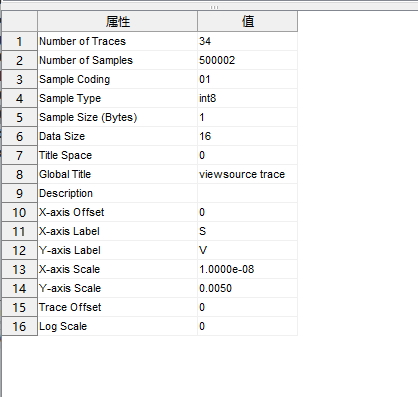 属性 值
1 Number of Traces 34
2 Number of Samples 500002
3 Sample Coding 01
4 Sample Type int8
5 Sample Size (Bytes) 1
6 Data Size 16
7 Title Space 0
8 Global Title viewsource trace
9 Description
10 X-axis Offset 0
11 X-axis Label S
12 Y-axis Label V
13 X-axis Scale 1.0000e-08
14 Y-axis Scale 0.0050
15 Trace Offset 0
16 Log Scale 0